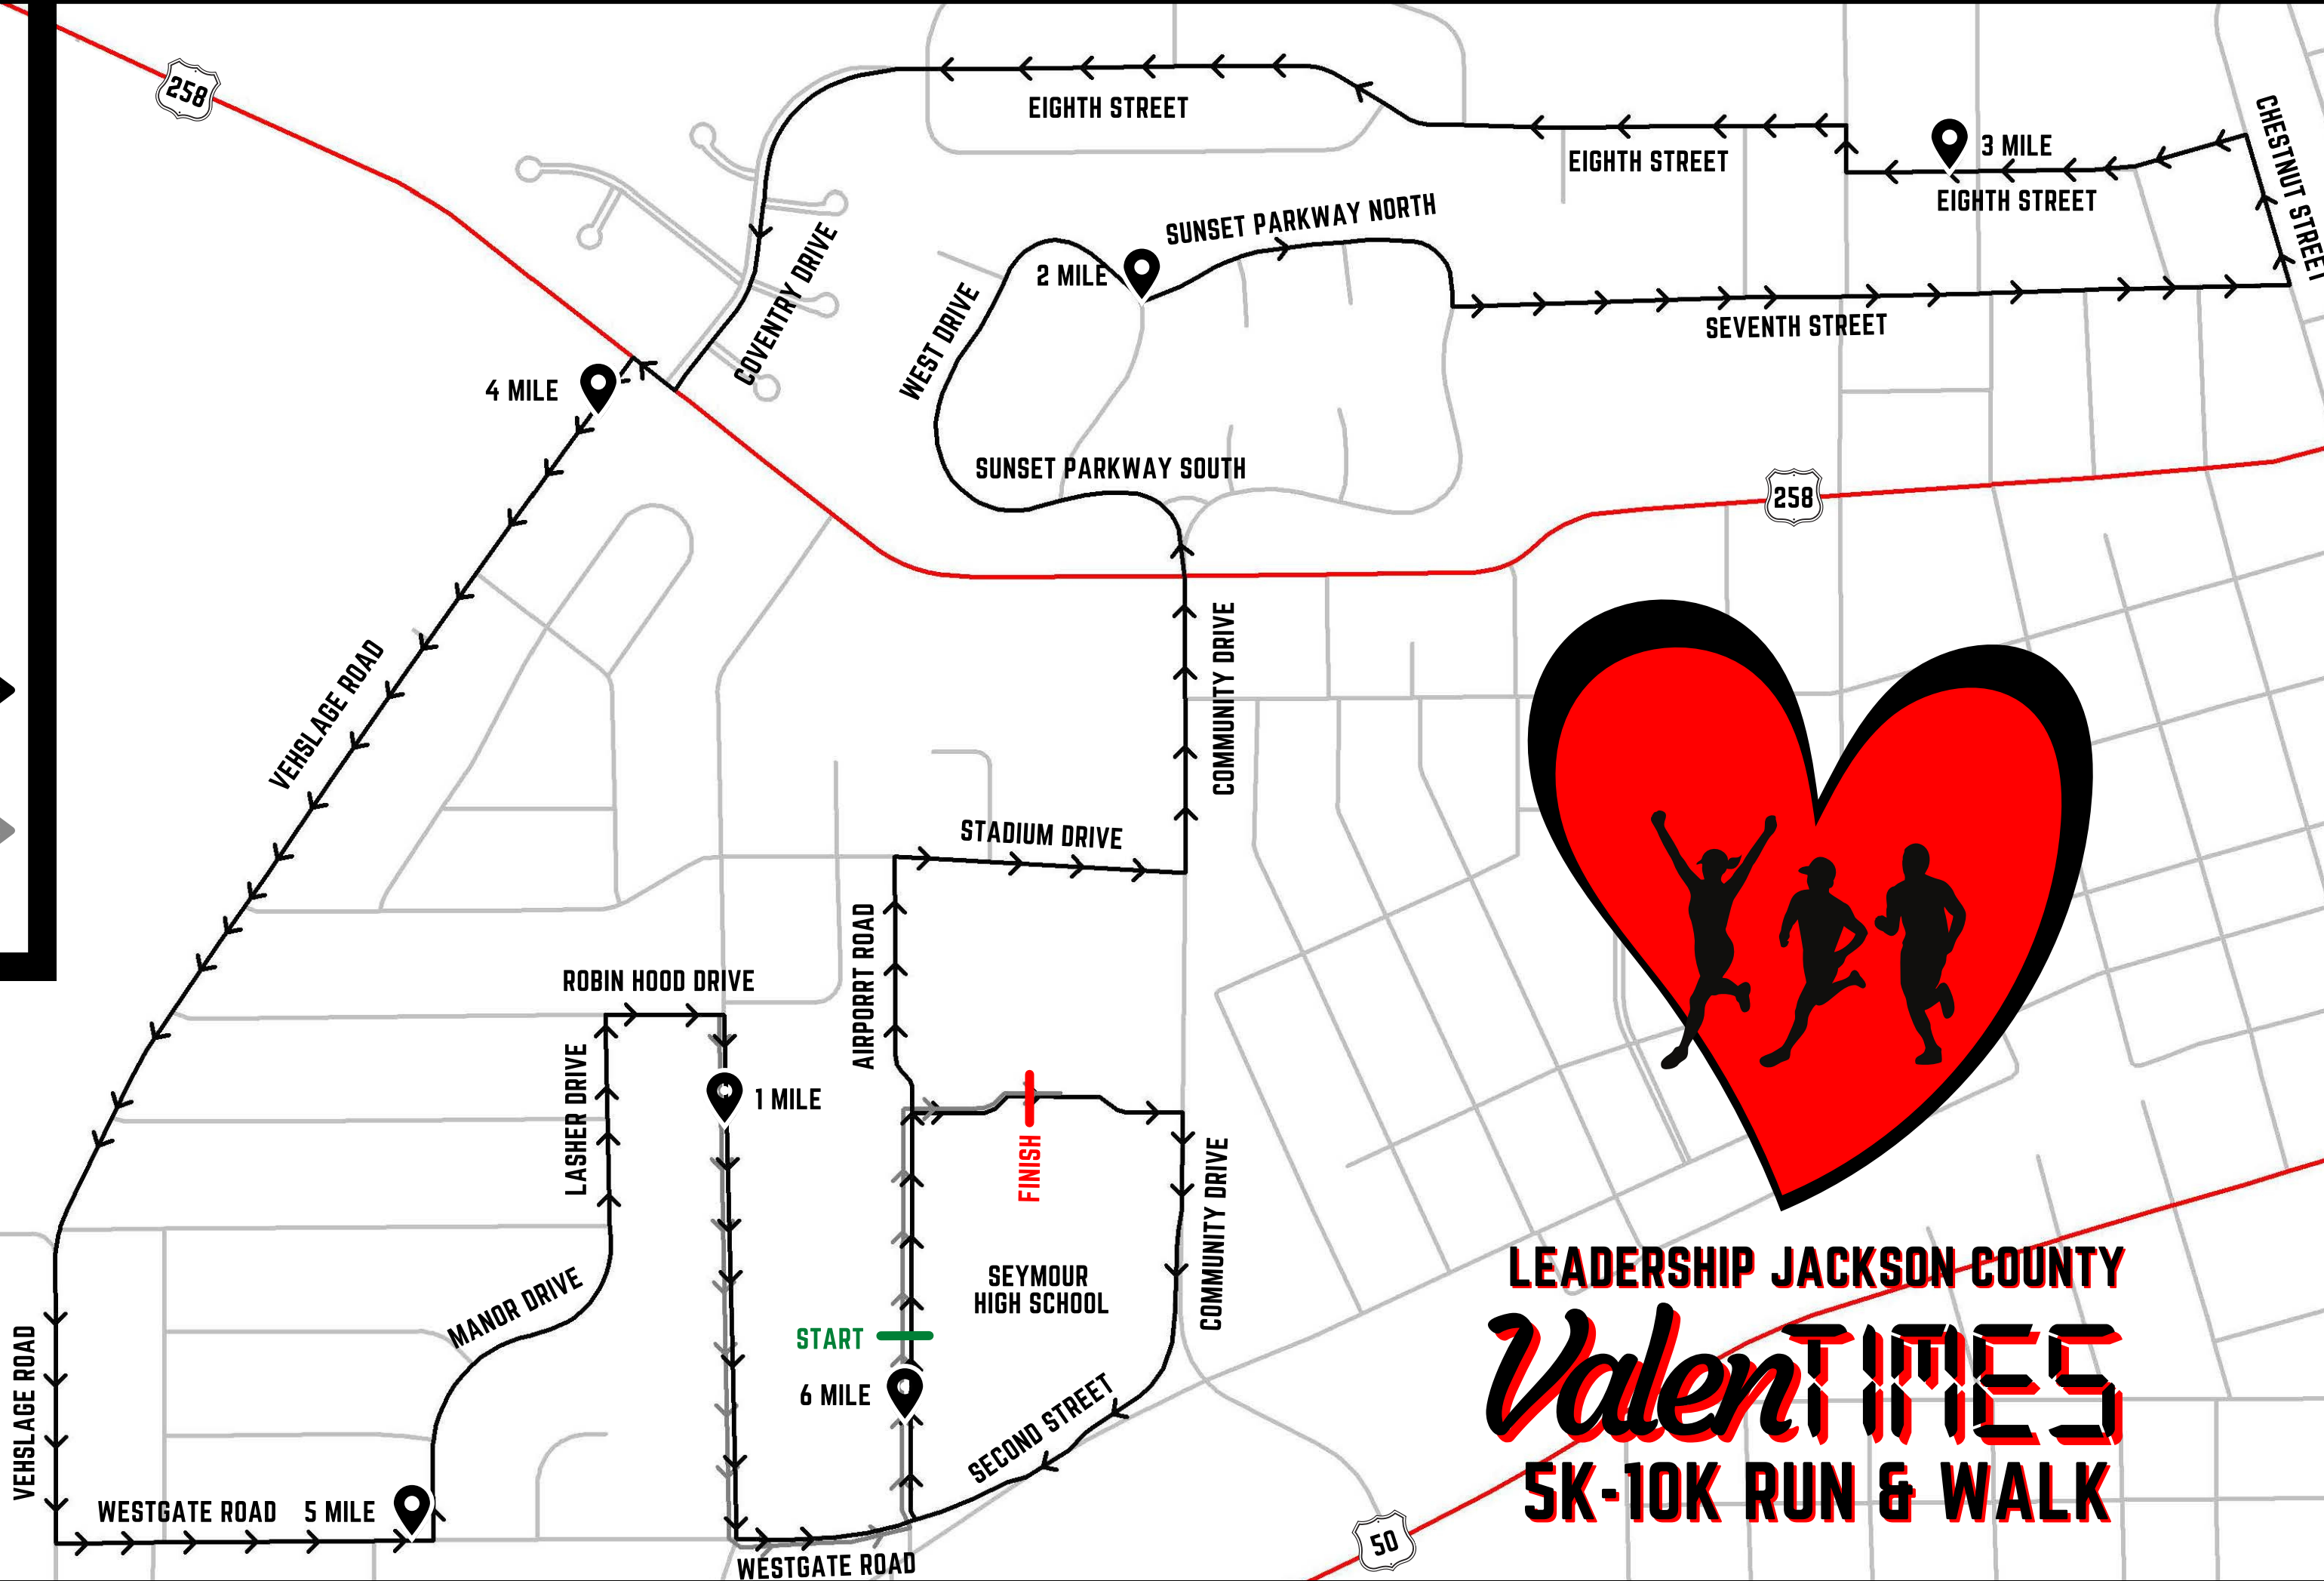 258
EIGHTH STREET
EIGHTH STREET
3 MILE
EIGHTH STREET
CHESTNUT STREET
SUNSET PARKWAY NORTH
2 MILE
COVENTRY DRIVE
WEST DRIVE
SEVENTH STREET
4 MILE
SUNSET PARKWAY SOUTH
258
VEHSLAGE ROAD
COMMUNITY DRIVE
STADIUM DRIVE
AIRPORT ROAD
ROBIN HOOD DRIVE
LASHER DRIVE
1 MILE
FINISH
COMMUNITY DRIVE
SEYMOUR
HIGH SCHOOL
MANOR DRIVE
START
6 MILE
SECOND STREET
VEHSLAGE ROAD
WESTGATE ROAD
5 MILE
WESTGATE ROAD
50
LEADERSHIP JACKSON COUNTY
ValenTIMES
5K-10K RUN & WALK